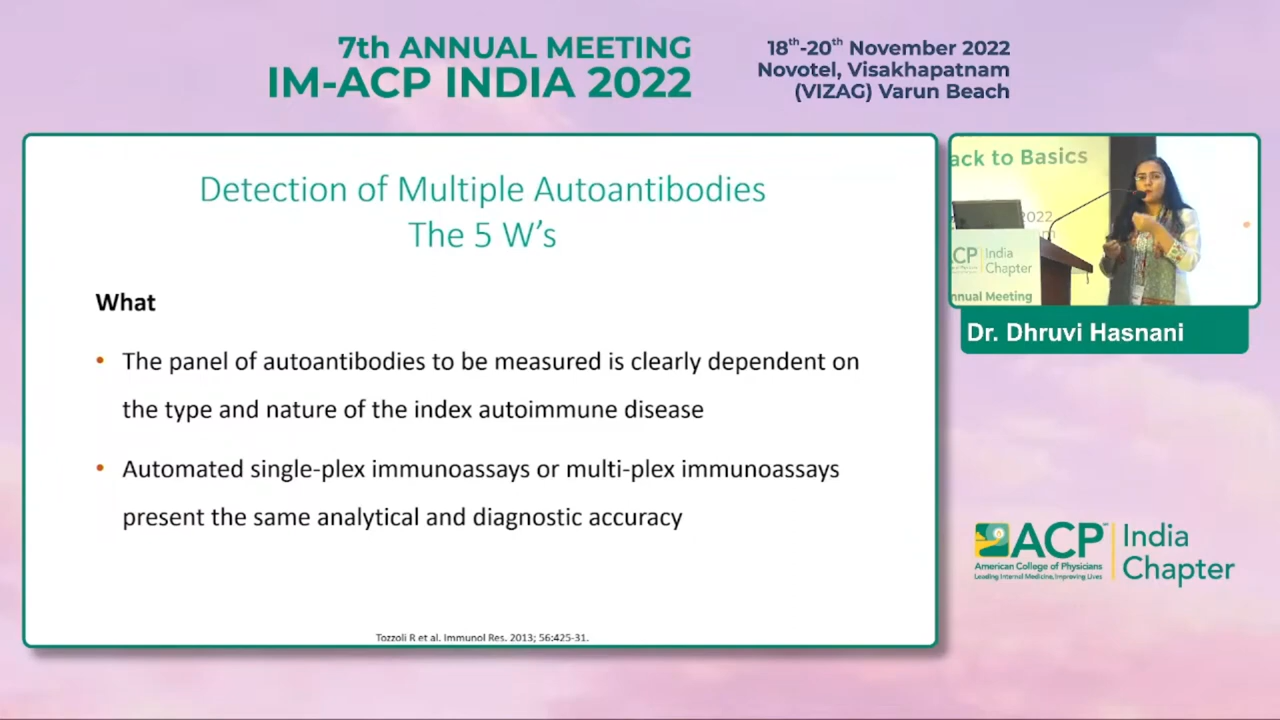 7th ANNUAL MEETING
IM-ACP INDIA 2022
18th-20th November 2022
Novotel, Visakhapatnam
(VIZAG) Varun Beach
Detection of Multiple Autoantibodies
The 5 W's
What
• The panel of autoantibodies to be measured is clearly dependent on
the type and nature of the index autoimmune disease
• Automated single-plex immunoassays or multi-plex immunoassays
present the same analytical and diagnostic accuracy
Tozzoli R et al. Immunol Res. 2013; 56:425-31.
ack to Basics
2022
CP India
Chapter
nnual Meeting
Dr. Dhruvi Hasnani
ACP
American College of Physicians
Leading Internal Medicine, Improving Lives
India
Chapter